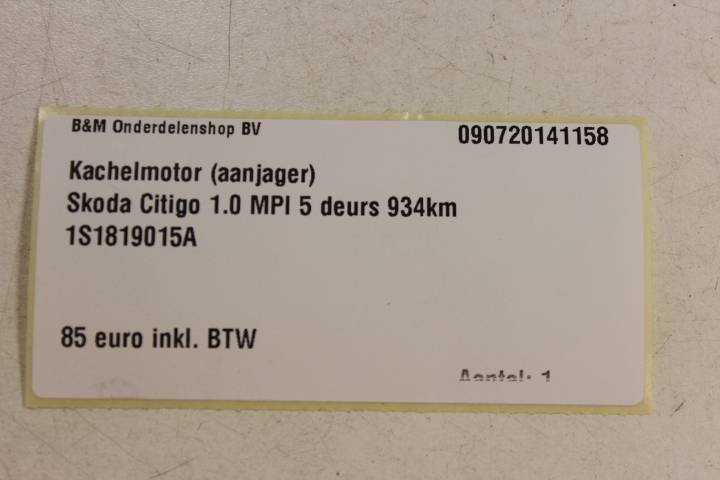 B&M Onderdelenshop BV 090720141158
Kachelmotor (aanjager)
Skoda Citigo 1.0 MPI 5 deurs 934km
1S1819015A
85 euro inkl. BTW
Aantal: 1